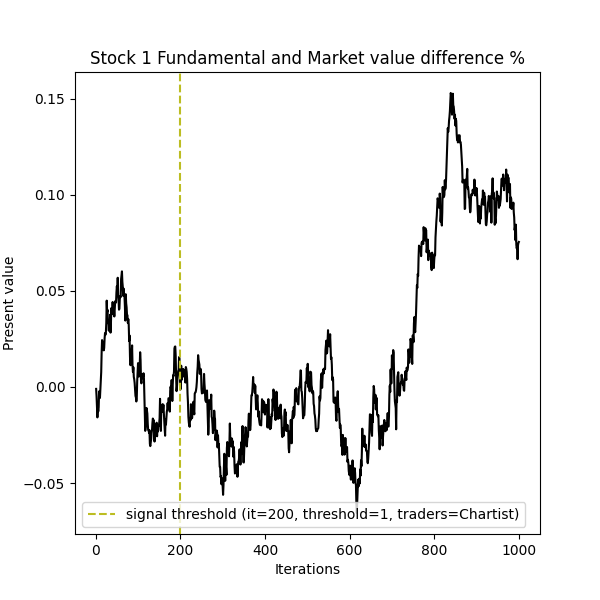 Stock 1 Fundamental and Market value difference %
Present value
0.15
0.10
0.05
0.00
−0.05
signal threshold (it=200, threshold=1, traders=Chartist)
0 200 400 600 800 1000
Iterations